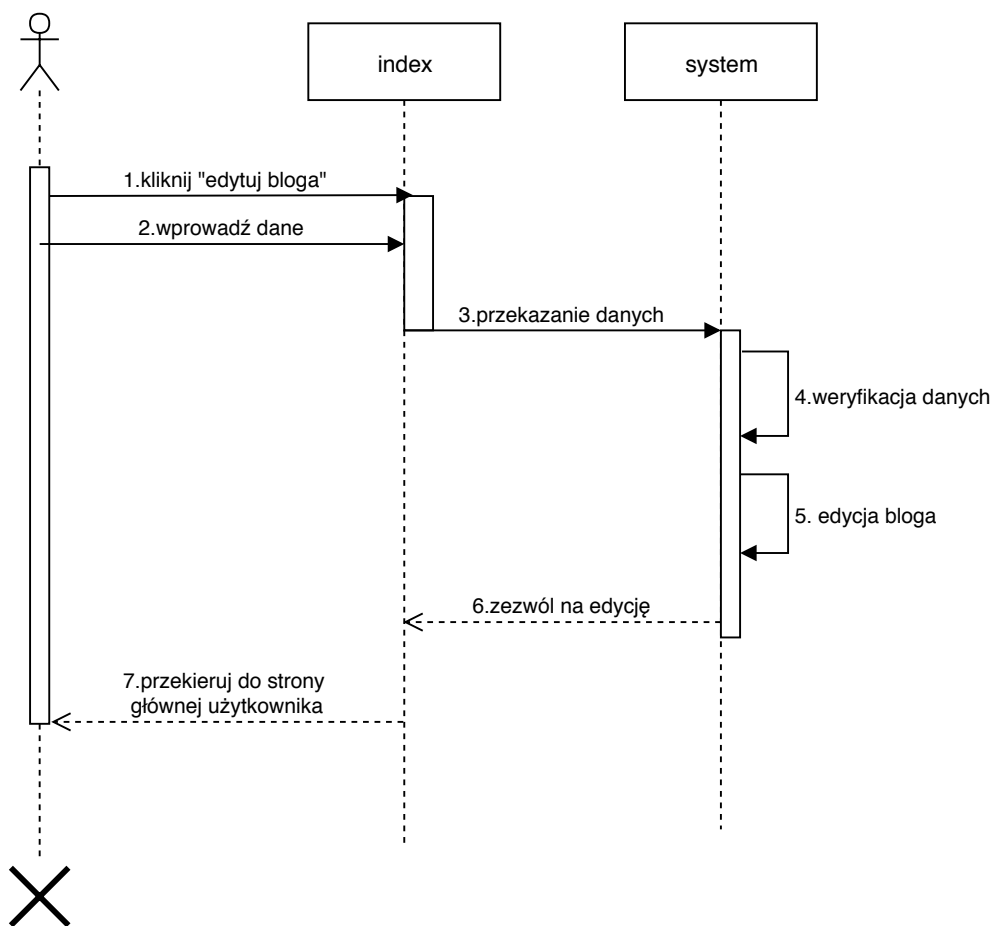 index
system
1.kliknij "edytuj bloga"
2.wprowadź dane
3.przekazanie danych
4.weryfikacja danych
5. edycja bloga
6.zezwól na edycję
7.przekieruj do strony
głównej użytkownika